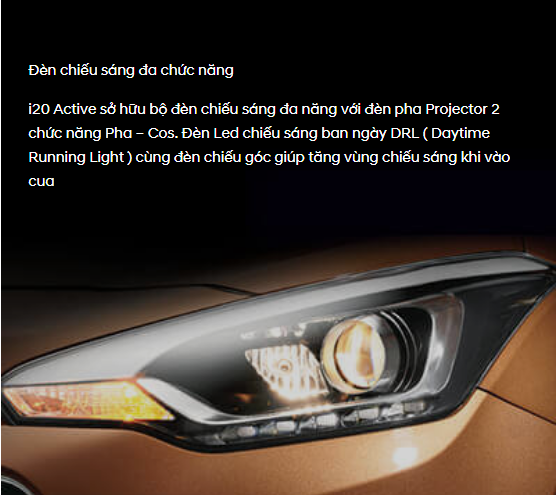 Đèn chiếu sáng đa chức năng
i20 Active sở hữu bộ đèn chiếu sáng đa năng với đèn pha Projector 2
chức năng Pha – Cos. Đèn Led chiếu sáng ban ngày DRL ( Daytime
Running Light ) cùng đèn chiếu góc giúp tăng vùng chiếu sáng khi vào
cua